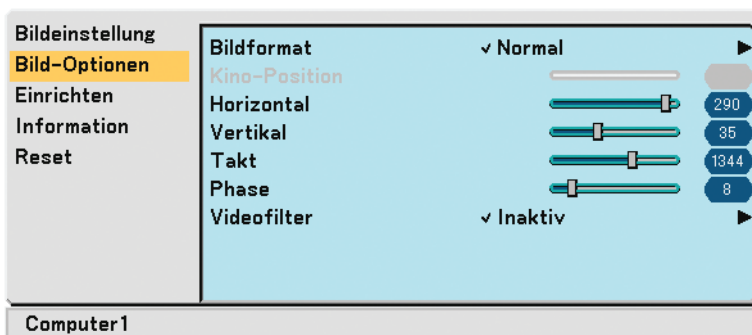 Bildeinstellung
Bild-Optionen
Einrichten
Information
Reset
Bildformat ✓ Normal
Kino-Position
Horizontal 290
Vertikal 35
Takt 1344
Phase 8
Videofilter ✓ Inaktiv
Computer1